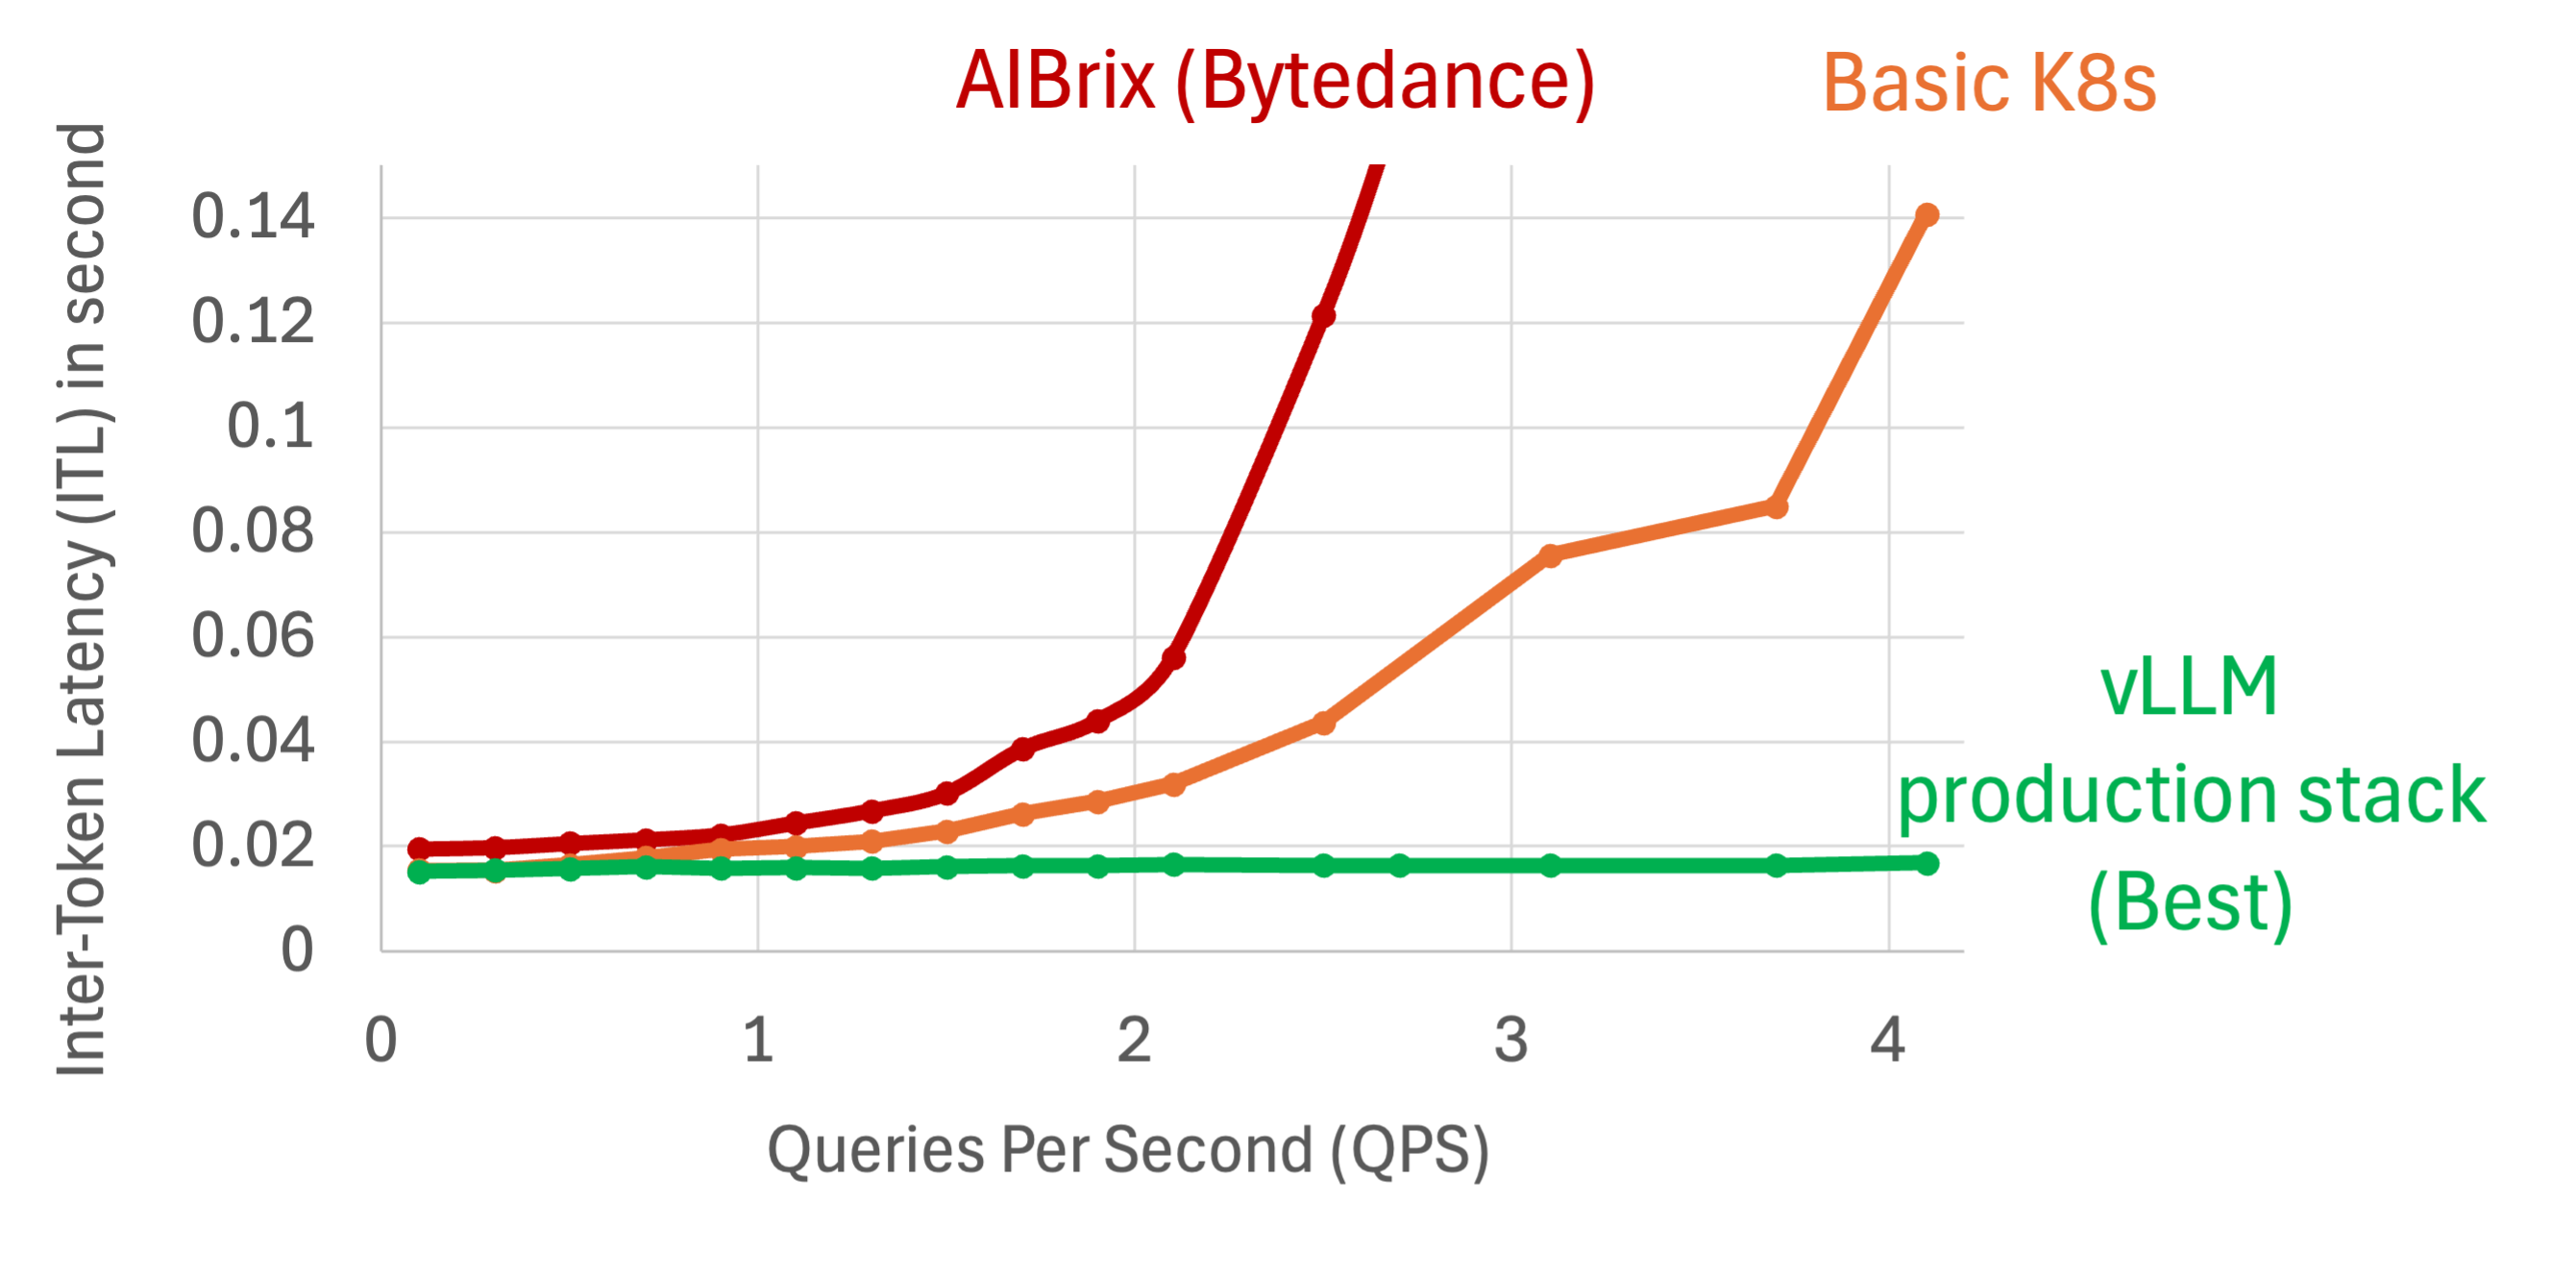 AIBrix (Bytedance)
Basic K8s
Inter-Token Latency (ITL) in second
0.14
0.12
0.1
0.08
0.06
0.04
0.02
0
vLLM
production stack
(Best)
0 1 2 3 4
Queries Per Second (QPS)